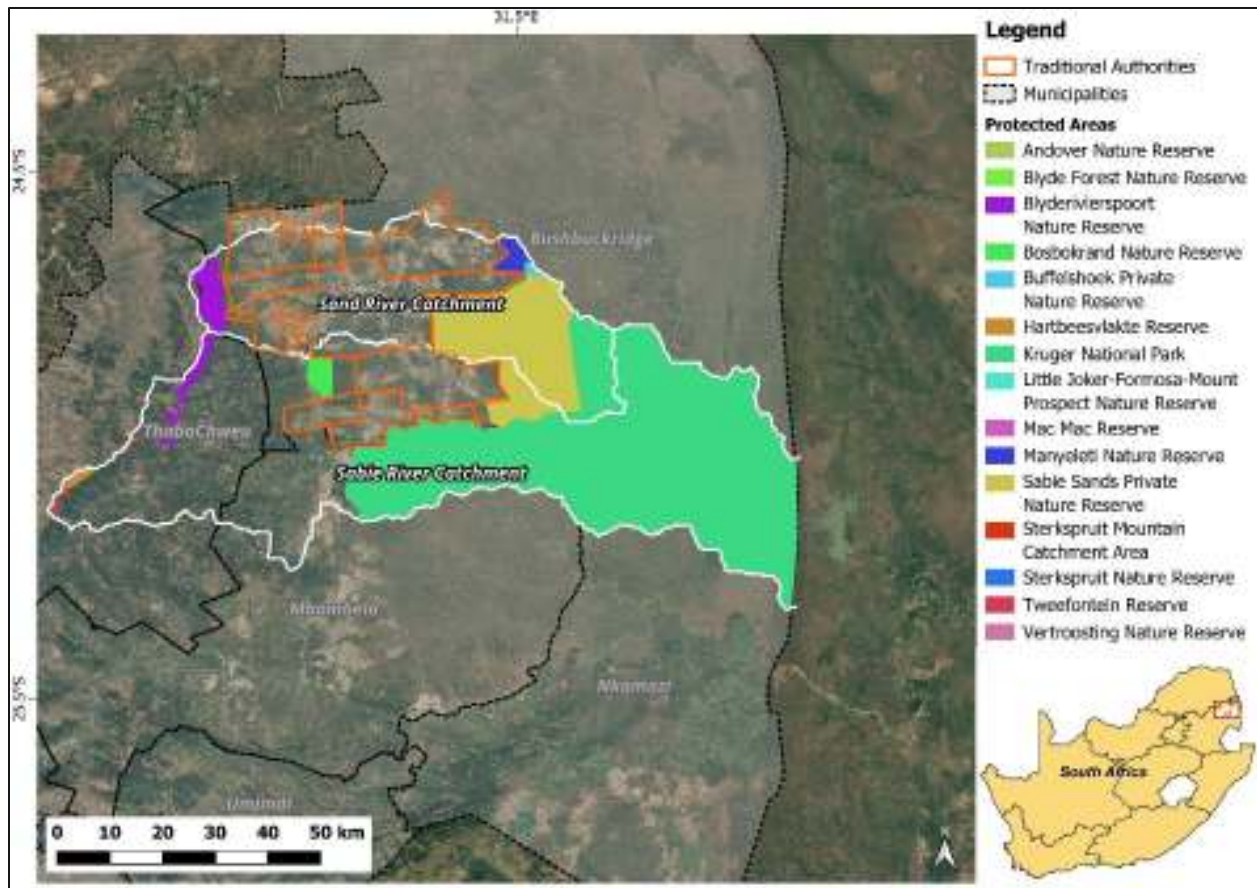 31.5°E
24.5°S
25.5°S
Bushbuckridge
Sand River Catchment
ThabaChweu
Sabie River Catchment
Mbombela
Nkomazi
Umjindi
0 10 20 30 40 50 km
Legend
Traditional Authorities
Municipalities
Protected Areas
Andover Nature Reserve
Blyde Forest Nature Reserve
Blyderivierspoort
Nature Reserve
Bosbokrand Nature Reserve
Buffelshoek Private
Nature Reserve
Hartbeesvlakte Reserve
Kruger National Park
Little Joker-Formosa-Mount
Prospect Nature Reserve
Mac Mac Reserve
Manyeleti Nature Reserve
Sabie Sands Private
Nature Reserve
Sterkspruit Mountain
Catchment Area
Sterkspruit Nature Reserve
Tweefontein Reserve
Vertroosting Nature Reserve
South Africa